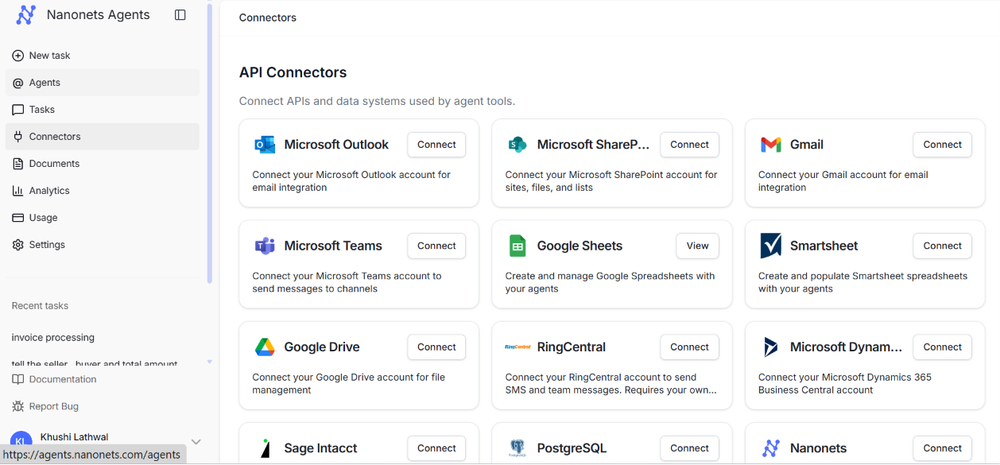 Nanonets Agents
New task
Agents
Tasks
Connectors
Documents
Analytics
Usage
Settings
Recent tasks
invoice processing
tell the seller, buyer and total amount
Documentation
Report Bug
KL
Khushi Lathwal
https://agents.nanonets.com/agents
Connectors
API Connectors
Connect APIs and data systems used by agent tools.
Microsoft Outlook
Connect
Connect your Microsoft Outlook account for
email integration
Microsoft ShareP...
Connect
Connect your Microsoft SharePoint account for
sites, files, and lists
Gmail
Connect
Connect your Gmail account for email
integration
Microsoft Teams
Connect
Connect your Microsoft Teams account to
send messages to channels
Google Sheets
View
Create and manage Google Spreadsheets with
your agents
Smartsheet
Connect
Create and populate Smartsheet spreadsheets
with your agents
Google Drive
Connect
Connect your Google Drive account for file
management
RingCentral
RingCentral
Connect
Connect your RingCentral account to send
SMS and team messages. Requires your own...
Microsoft Dynam...
Connect
Connect your Microsoft Dynamics 365
Business Central account
Sage Intacct
Connect
PostgreSQL
PostgreSQL
Connect
Nanonets
Connect